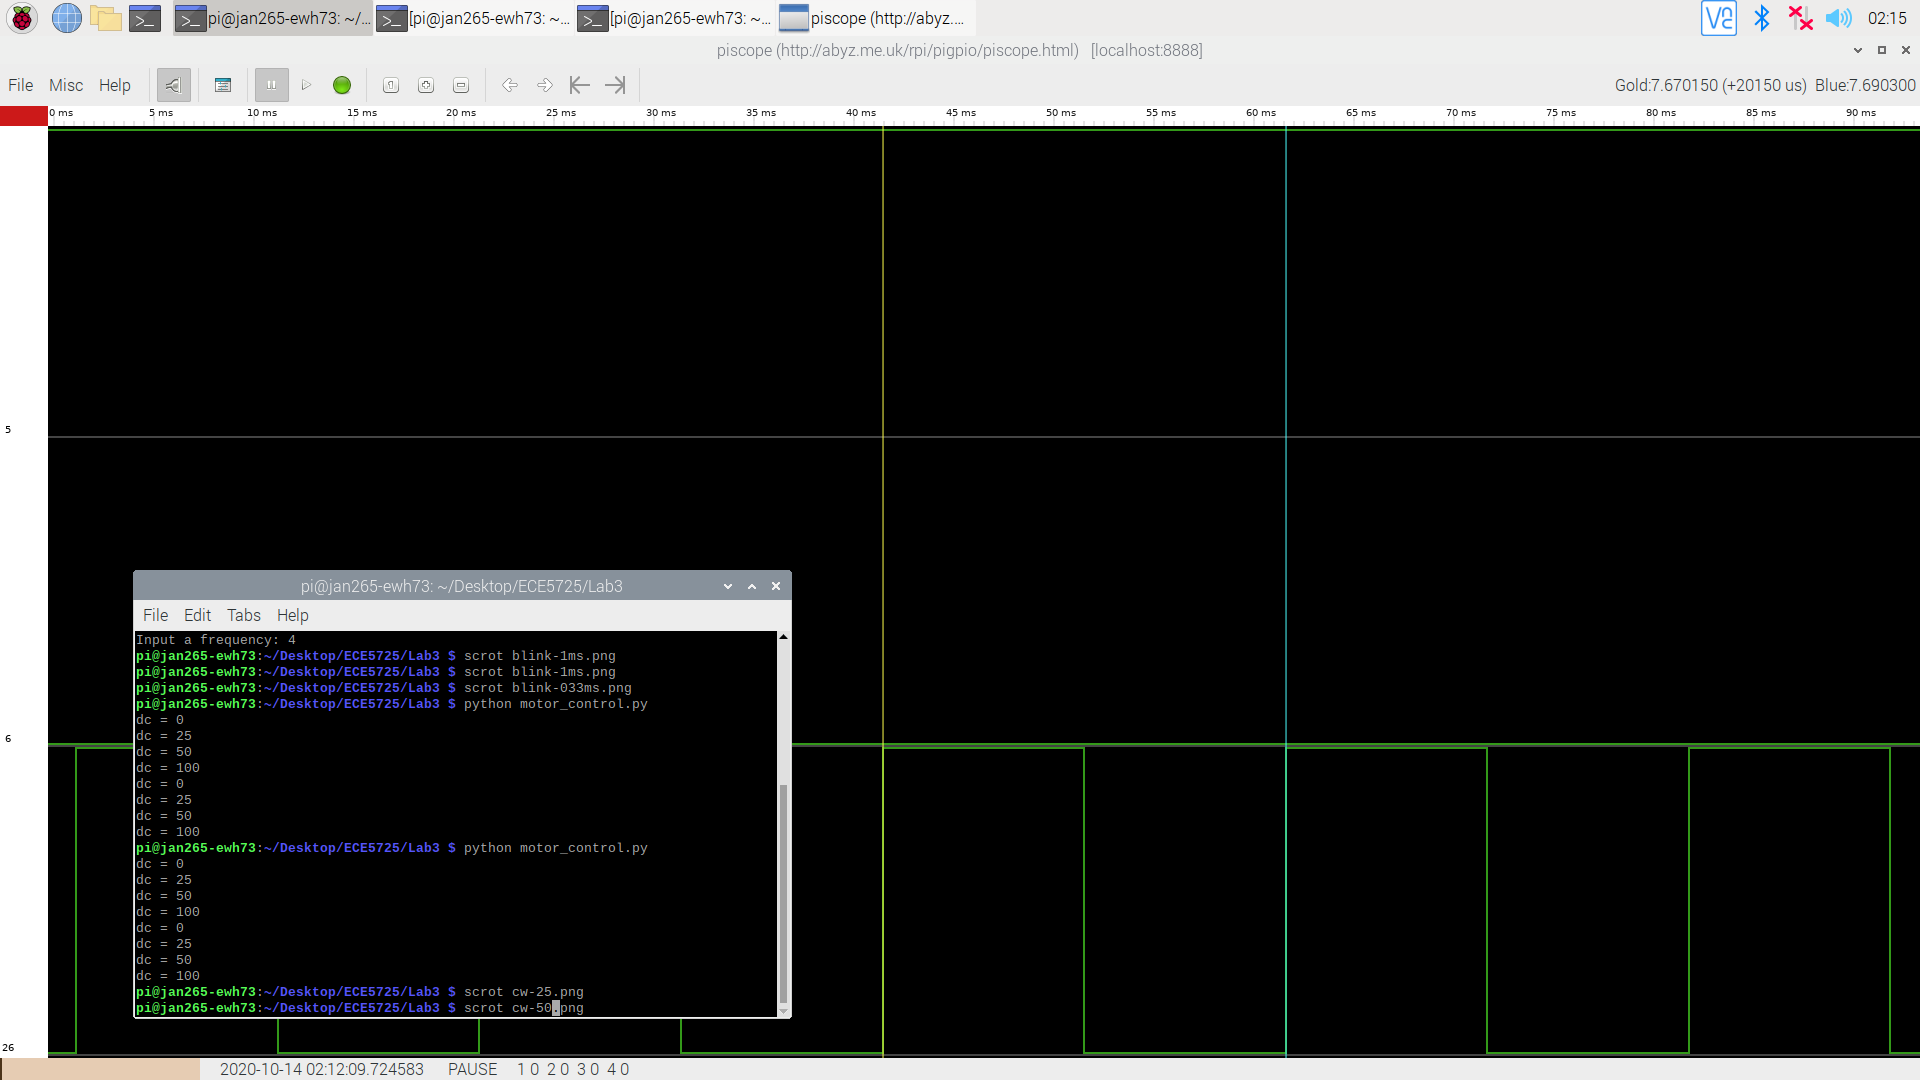 pi@jan265-ewh73: ~/... [pi@jan265-ewh73: ~... [pi@jan265-ewh73: ~... piscope (http://abyz.... 02:15
piscope (http://abyz.me.uk/rpi/pigpio/piscope.html) [localhost:8888]
File Misc Help Gold:7.670150 (+20150 us) Blue:7.690300
0 ms 5 ms 10 ms 15 ms 20 ms 25 ms 30 ms 35 ms 40 ms 45 ms 50 ms 55 ms 60 ms 65 ms 70 ms 75 ms 80 ms 85 ms 90 ms
5
6
26
pi@jan265-ewh73: ~/Desktop/ECE5725/Lab3
File Edit Tabs Help
Input a frequency: 4
pi@jan265-ewh73:~/Desktop/ECE5725/Lab3 $ scrot blink-1ms.png
pi@jan265-ewh73:~/Desktop/ECE5725/Lab3 $ scrot blink-1ms.png
pi@jan265-ewh73:~/Desktop/ECE5725/Lab3 $ scrot blink-033ms.png
pi@jan265-ewh73:~/Desktop/ECE5725/Lab3 $ python motor_control.py
dc = 0
dc = 25
dc = 50
dc = 100
dc = 0
dc = 25
dc = 50
dc = 100
pi@jan265-ewh73:~/Desktop/ECE5725/Lab3 $ python motor_control.py
dc = 0
dc = 25
dc = 50
dc = 100
dc = 0
dc = 25
dc = 50
dc = 100
pi@jan265-ewh73:~/Desktop/ECE5725/Lab3 $ scrot cw-25.png
pi@jan265-ewh73:~/Desktop/ECE5725/Lab3 $ scrot cw-50.png
2020-10-14 02:12:09.724583 PAUSE 1 0 2 0 3 0 4 0